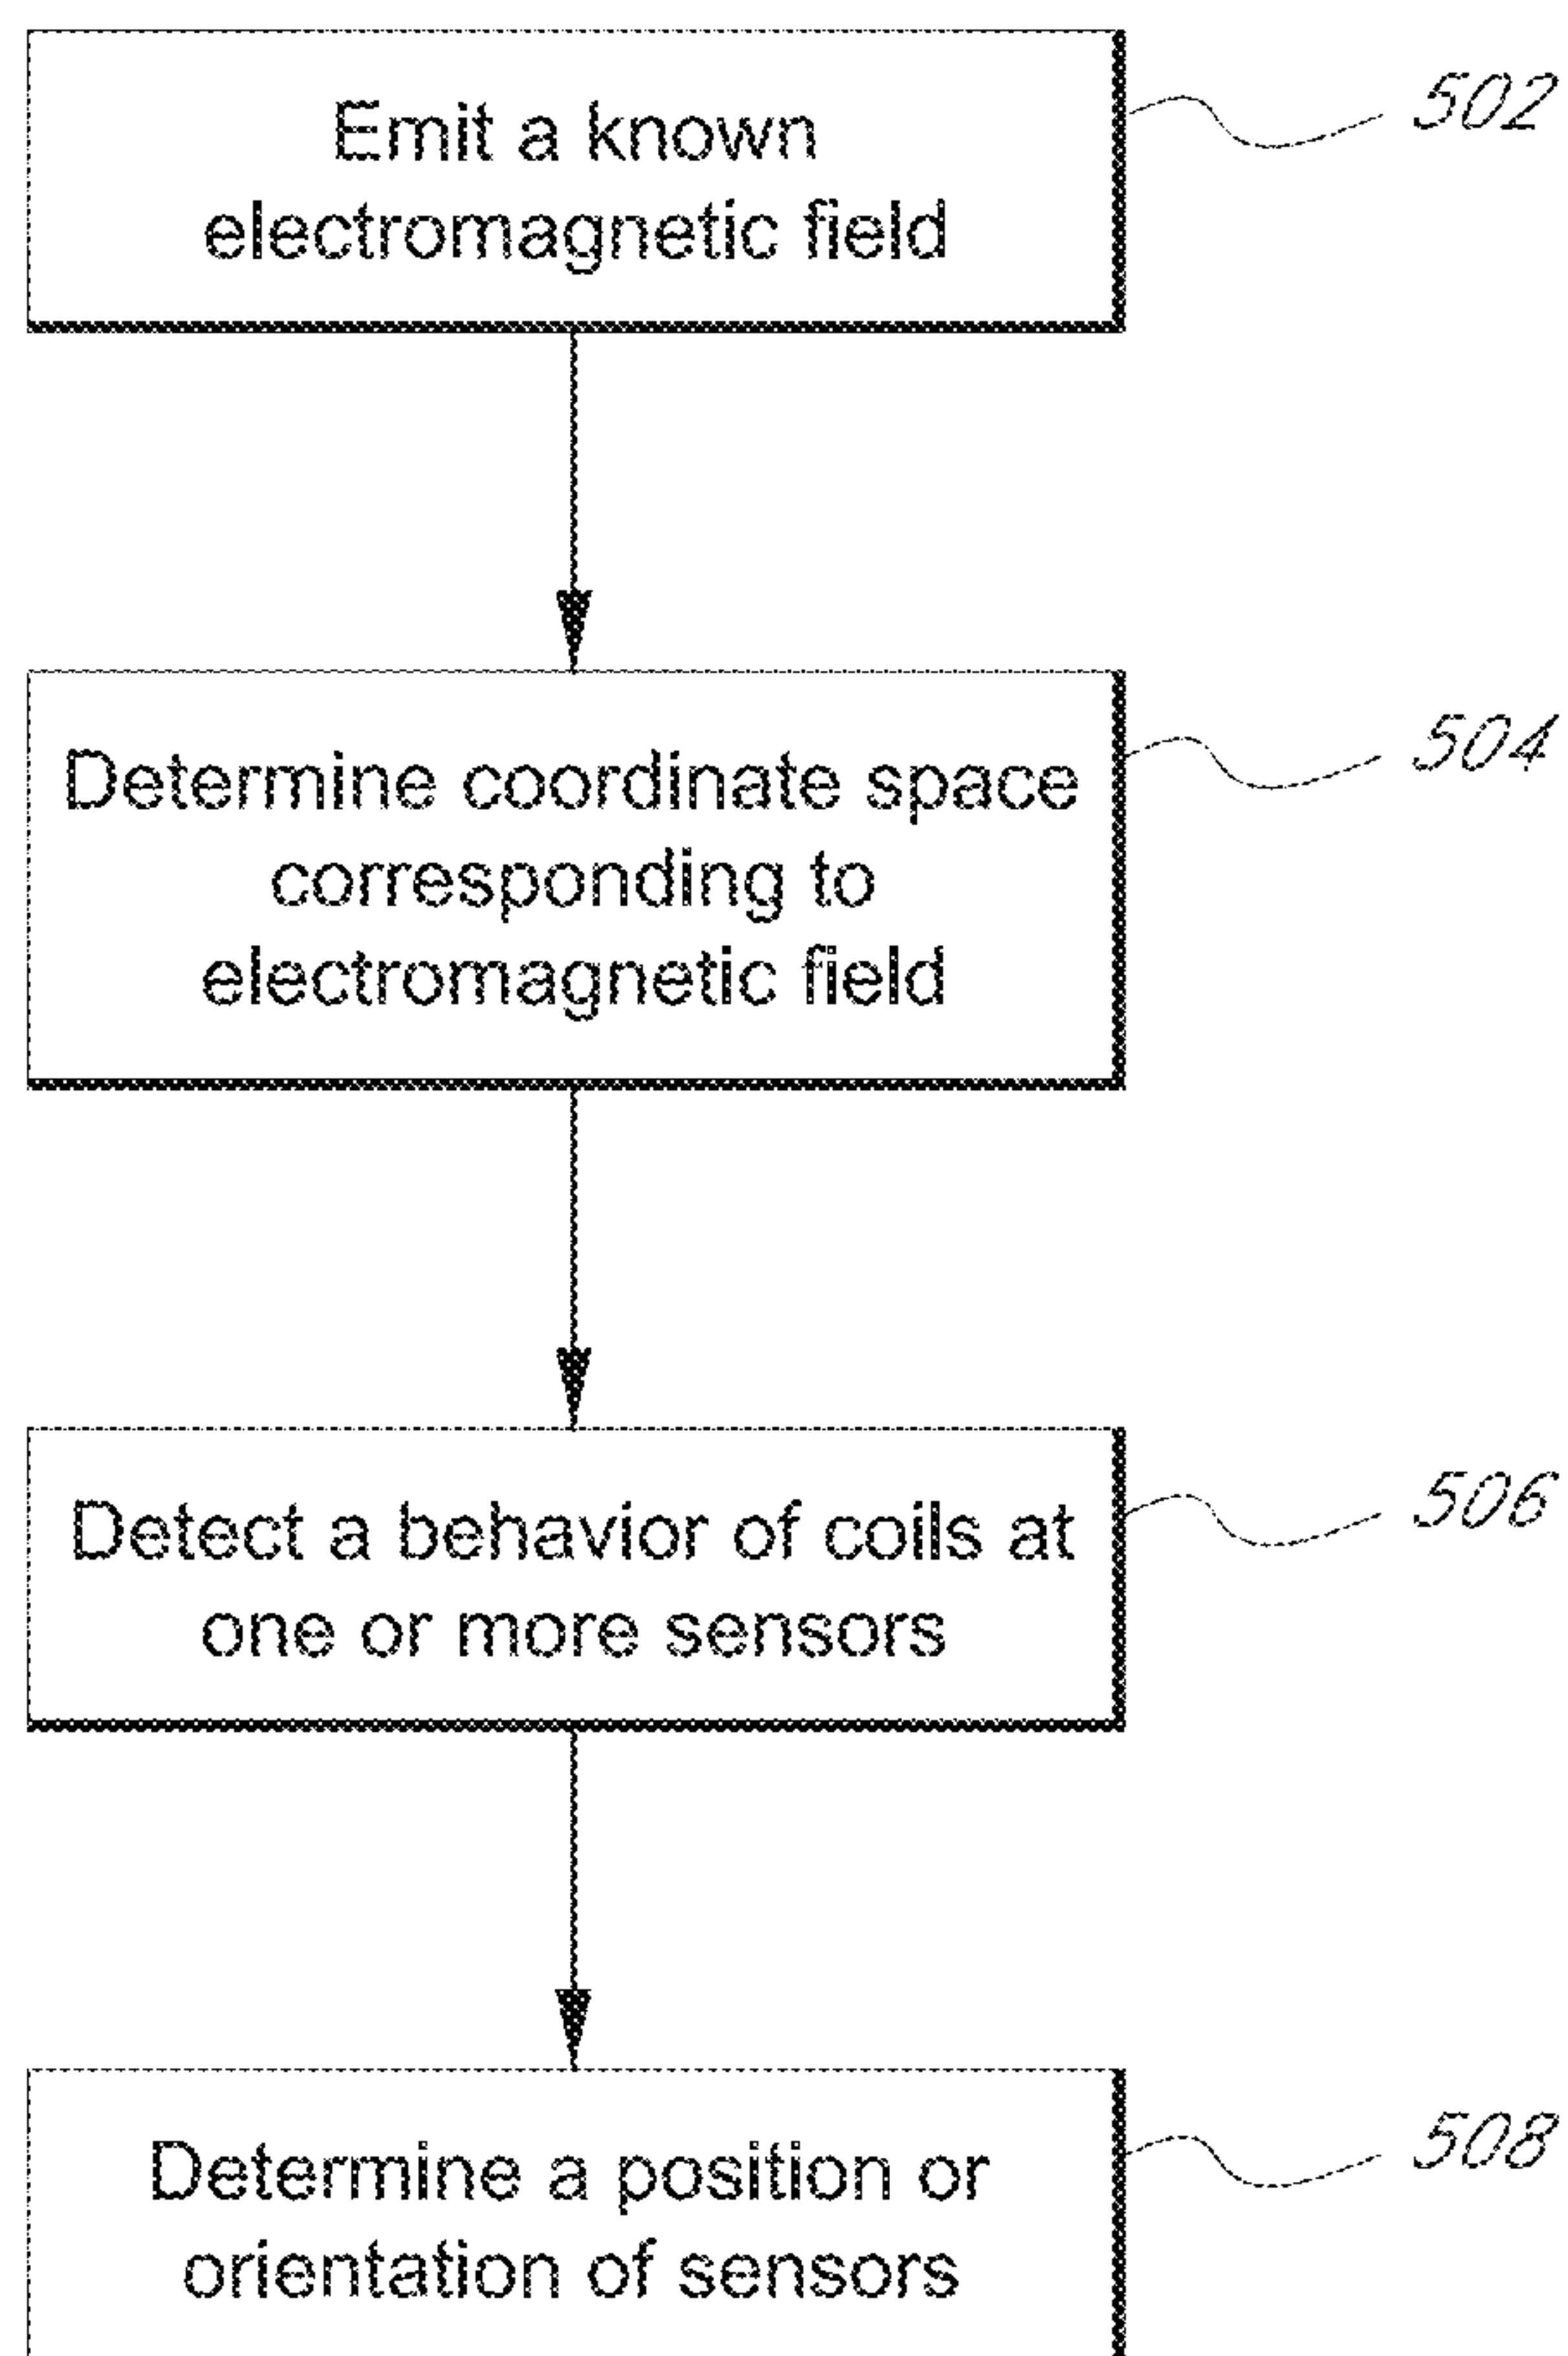 Emit a known
electromagnetic field
502
Determine coordinate space
corresponding to
electromagnetic field
504
Detect a behavior of coils at
one or more sensors
506
Determine a position or
orientation of sensors
508